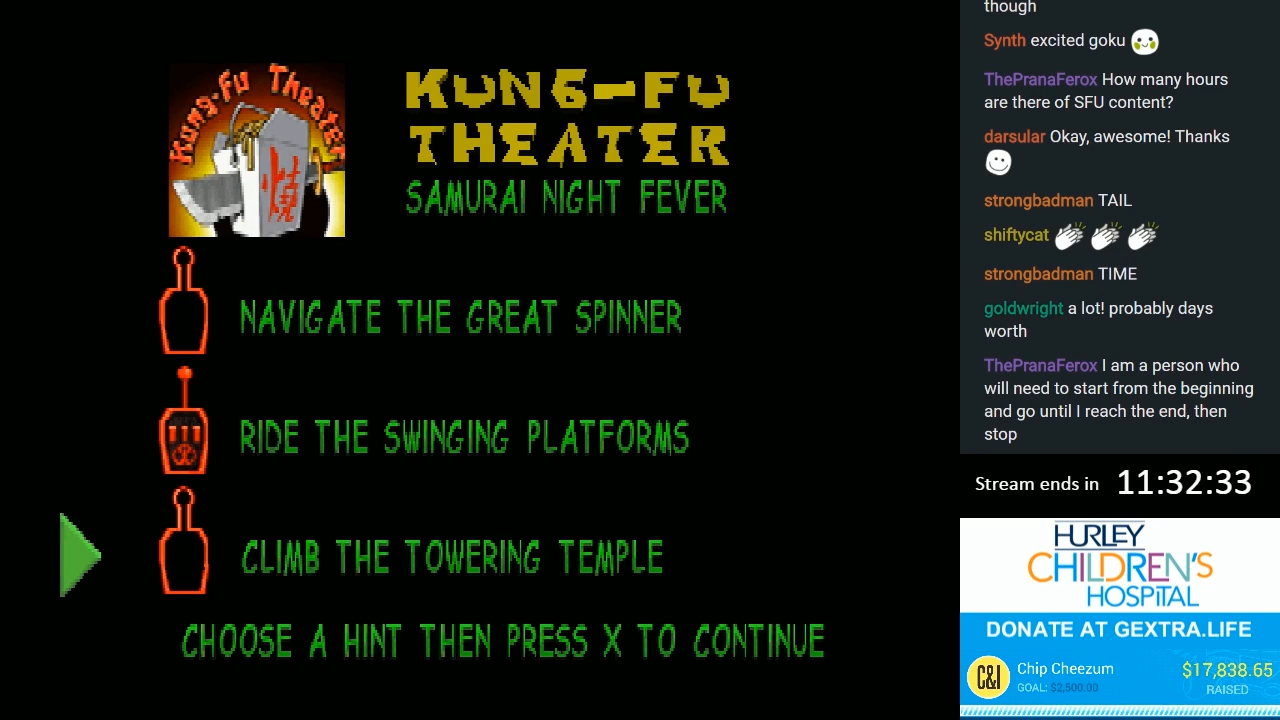 Kung-Fu Theater
KUNG-FU
THEATER
SAMURAI NIGHT FEVER
NAVIGATE THE GREAT SPINNER
RIDE THE SWINGING PLATFORMS
CLIMB THE TOWERING TEMPLE
CHOOSE A HINT THEN PRESS X TO CONTINUE
though
Synth excited goku
ThePranaFerox How many hours
are there of SFU content?
darsular Okay, awesome! Thanks
strongbadman TAIL
shiftycat
strongbadman TIME
goldwright a lot! probably days
worth
ThePranaFerox I am a person who
will need to start from the beginning
and go until I reach the end, then
stop
Stream ends in 11:32:33
HURLEY
CHILDREN'S
HOSPITAL
DONATE AT GEXTRA.LIFE
C&I
Chip Cheezum
$17,838.65
GOAL: $2,500.00
RAISED